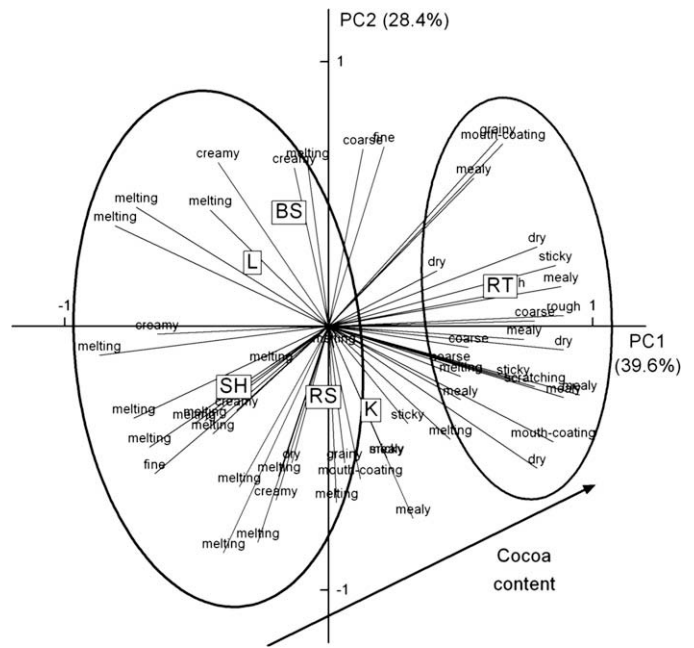 PC2 (28.4%)
1
fine
coarse
grainy
mouth-coating
melting
creamy
creamy
mealy
melting
melting
melting
BS
dry
L
sticky
dry
mealy
RT
h
rough
coarse
-1
1
creamy
mealy
PC1
melting
dry
(39.6%)
melting
coarse
melting
coarse
melting
sticky
scratching
SH
mealy
mealy
mealy
RS
creamy
K
melting
melting
melting
sticky
melting
melting
mouth-coating
dry
grainy
fine
melting
mouth-coating
dry
melting
creamy
melting
mealy
melting
melting
Cocoa
content
-1